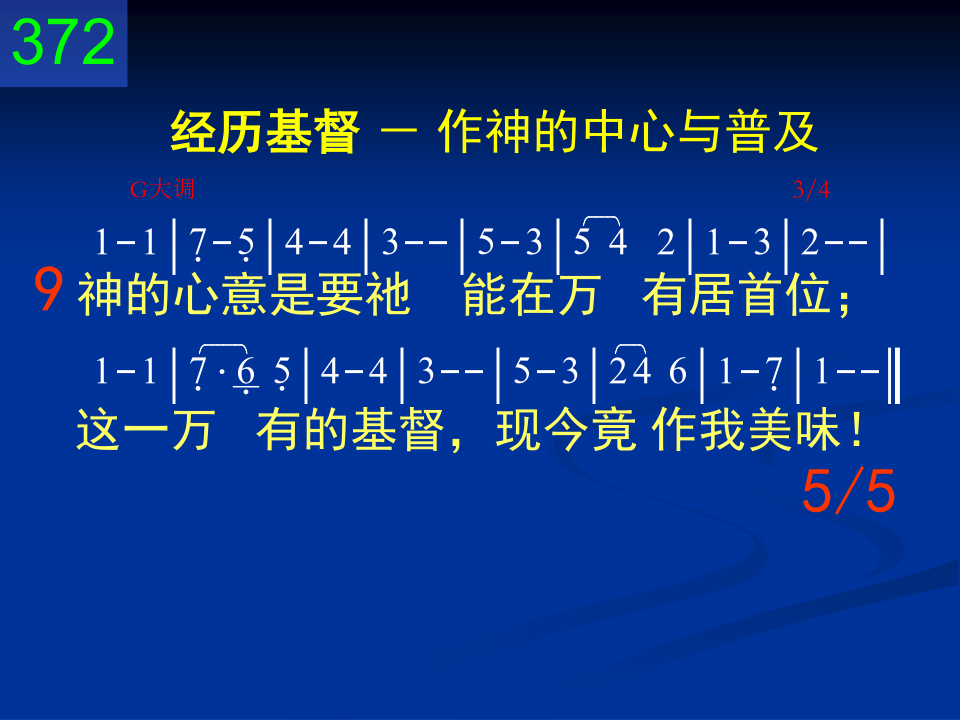 372
经历基督 － 作神的中心与普及
G大调 3/4
1-1|7̣-5̣|4-4|3--|5-3|5 4 2|1-3|2--|
9 神的心意是要祂 能在万 有居首位；
1-1|7̣·6̣ 5̣|4-4|3--|5-3|24 6|1-7̣|1--‖
这一万 有的基督，现今竟 作我美味！
5/5